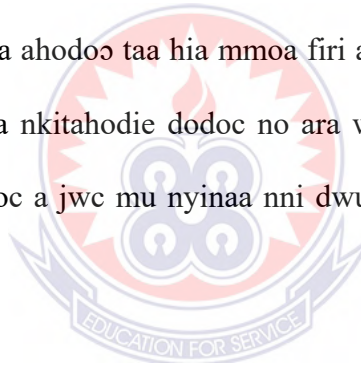 a ahodoɔ taa hia mmoa firi a
a nkitahodie dodoc no ara w
oc a jwc mu nyinaa nni dwu
EDUCATION FOR SERVICE